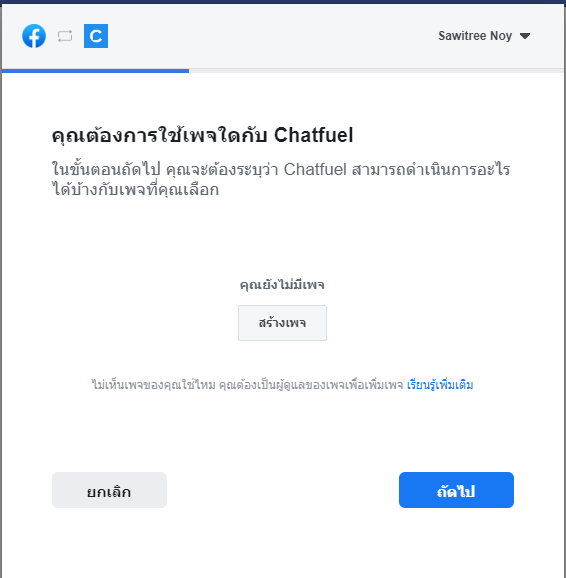 C
Sawitree Noy
คุณต้องการใช้เพจใดกับ Chatfuel
ในขั้นตอนถัดไป คุณจะต้องระบุว่า Chatfuel สามารถดำเนินการอะไร
ได้บ้างกับเพจที่คุณเลือก
คุณยังไม่มีเพจ
สร้างเพจ
ไม่เห็นเพจของคุณใช่ไหม คุณต้องเป็นผู้ดูแลของเพจเพื่อเพิ่มเพจ เรียนรู้เพิ่มเติม
ยกเลิก
ถัดไป